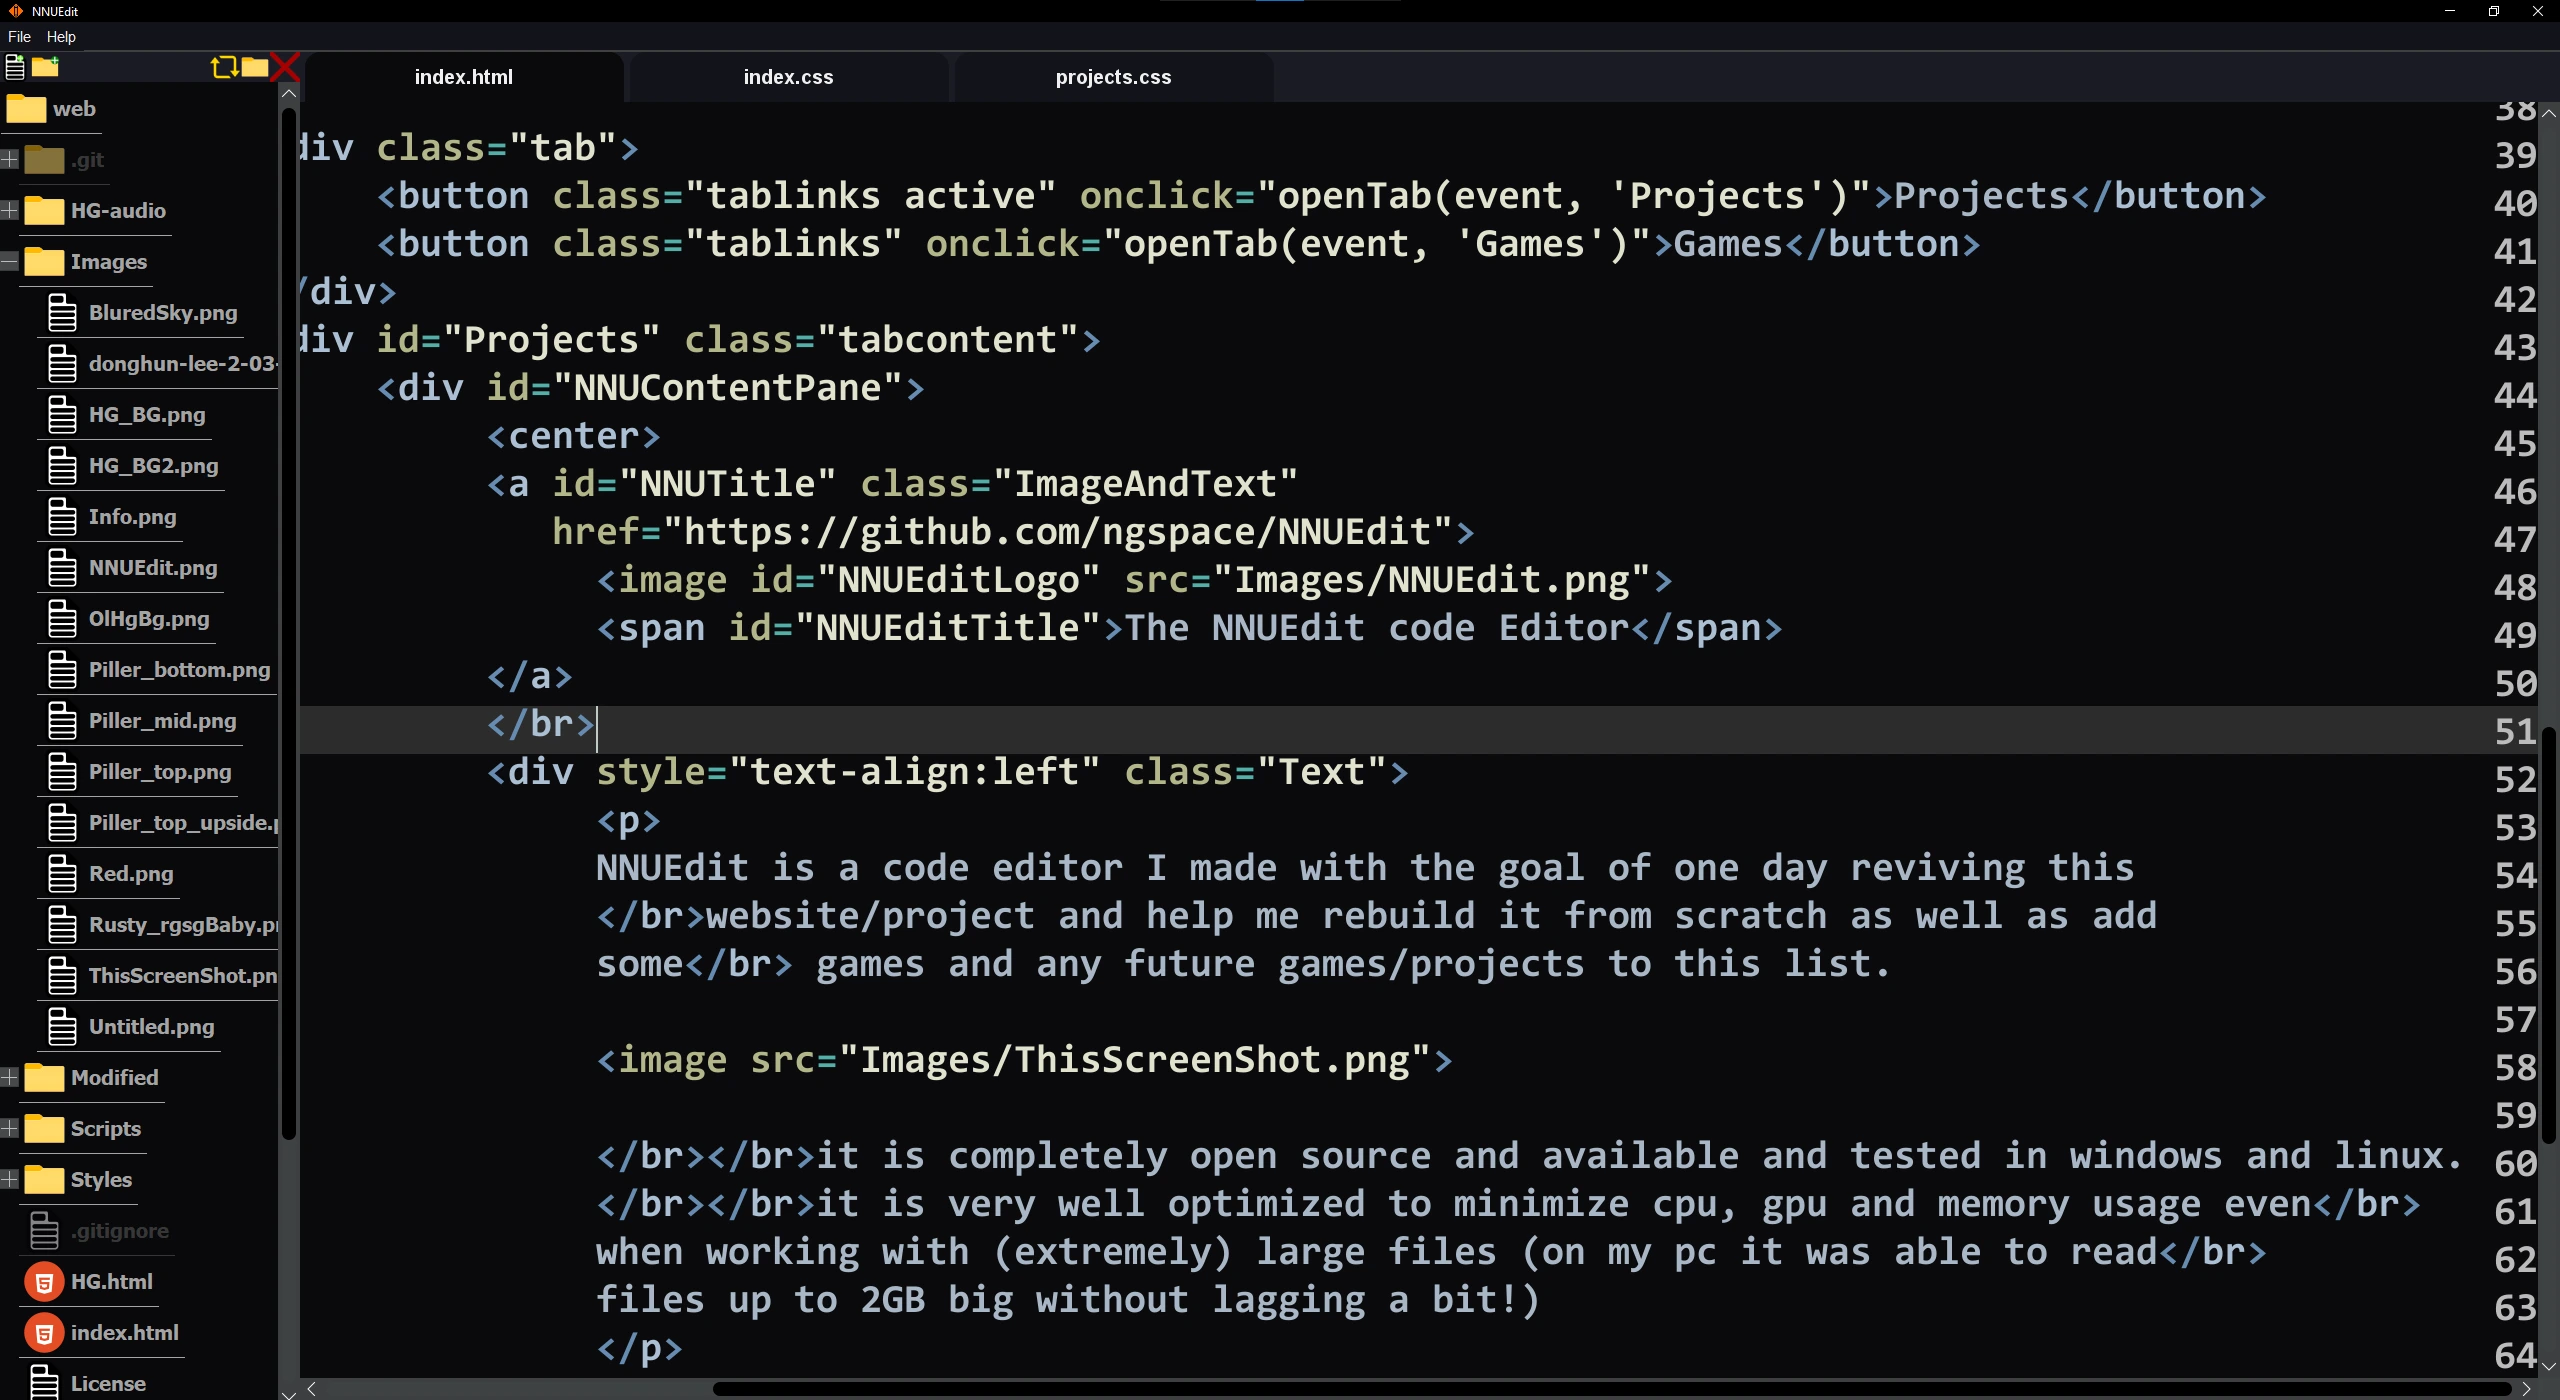 NNUEdit
File Help
index.html
index.css
projects.css
web
.git
HG-audio
Images
BluredSky.png
donghun-lee-2-03-
HG_BG.png
HG_BG2.png
Info.png
NNUEdit.png
OlHgBg.png
Piller_bottom.png
Piller_mid.png
Piller_top.png
Piller_top_upside.p
Red.png
Rusty_rgsgBaby.pn
ThisScreenShot.pn
Untitled.png
Modified
Scripts
Styles
.gitignore
HG.html
index.html
License
38
div class="tab"> 39
<button class="tablinks active" onclick="openTab(event, 'Projects')">Projects</button> 40
<button class="tablinks" onclick="openTab(event, 'Games')">Games</button> 41
/div> 42
div id="Projects" class="tabcontent"> 43
<div id="NNUContentPane"> 44
<center> 45
<a id="NNUTitle" class="ImageAndText" 46
href="https://github.com/ngspace/NNUEdit"> 47
<image id="NNUEditLogo" src="Images/NNUEdit.png"> 48
<span id="NNUEditTitle">The NNUEdit code Editor</span> 49
</a> 50
</br> 51
<div style="text-align:left" class="Text"> 52
<p> 53
NNUEdit is a code editor I made with the goal of one day reviving this 54
</br>website/project and help me rebuild it from scratch as well as add 55
some</br> games and any future games/projects to this list. 56
57
<image src="Images/ThisScreenShot.png"> 58
59
</br></br>it is completely open source and available and tested in windows and linux. 60
</br></br>it is very well optimized to minimize cpu, gpu and memory usage even</br> 61
when working with (extremely) large files (on my pc it was able to read</br> 62
files up to 2GB big without lagging a bit!) 63
</p> 64